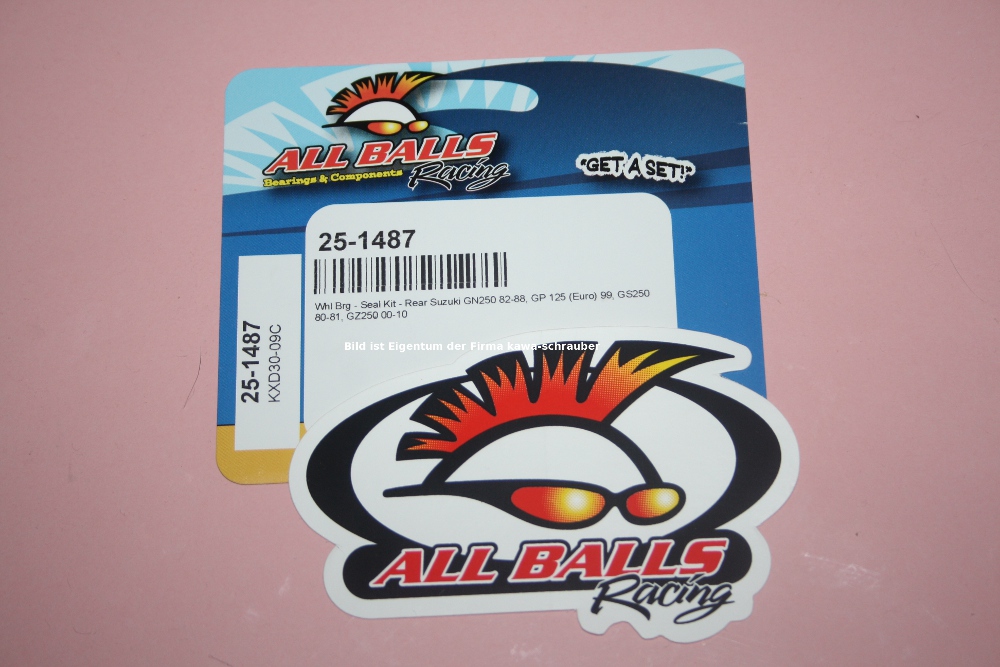 ALL BALLS
Racing
Bearings & Components
"GET A SET!"
25-1487
Whl Brg - Seal Kit - Rear Suzuki GN250 82-88, GP 125 (Euro) 99, GS250
80-81, GZ250 00-10
25-1487
KXD30-09C
Bild ist Eigentum der Firma kawa-schrauber
ALL BALLS
Racing